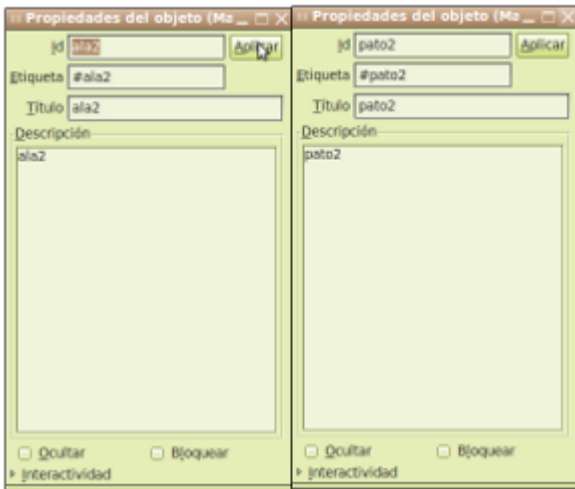 Propiedades del objeto (Ma
Id ala2 Aplicar
Etiqueta #ala2
Título ala2
Descripción
ala2
Ocultar Bloquear
Interactividad
Propiedades del objeto (Ma
Id pato2 Aplicar
Etiqueta #pato2
Título pato2
Descripción
pato2
Ocultar Bloquear
Interactividad